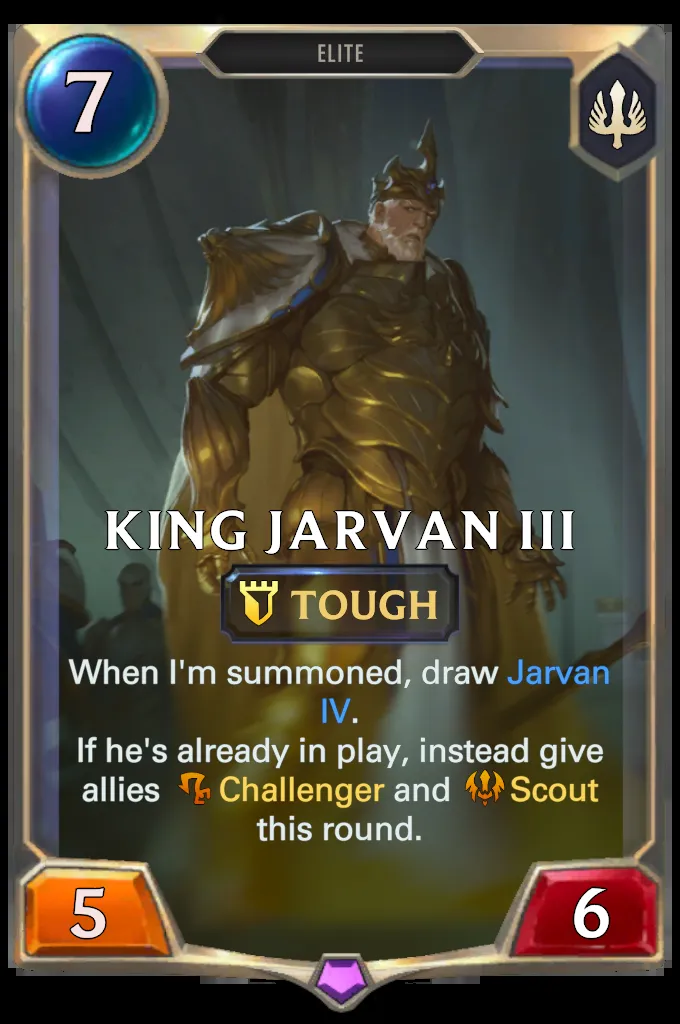 ELITE
7
KING JARVAN III
TOUGH
When I'm summoned, draw Jarvan
IV.
If he's already in play, instead give
allies Challenger and Scout
this round.
5
6